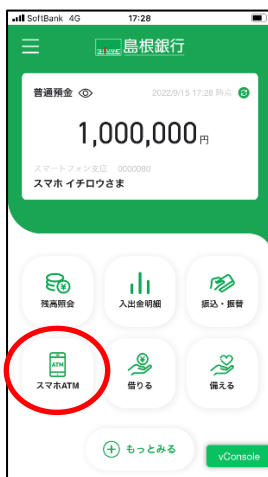 SoftBank 4G 17:28
SHIMANE 島根銀行
普通預金 2022/9/15 17:28 時点
1,000,000円
スマートフォン支店 0000080
スマホ イチロウさま
残高照会 入出金明細 振込・振替
ATM
スマホATM 借りる 備える
もっとみる
vConsole